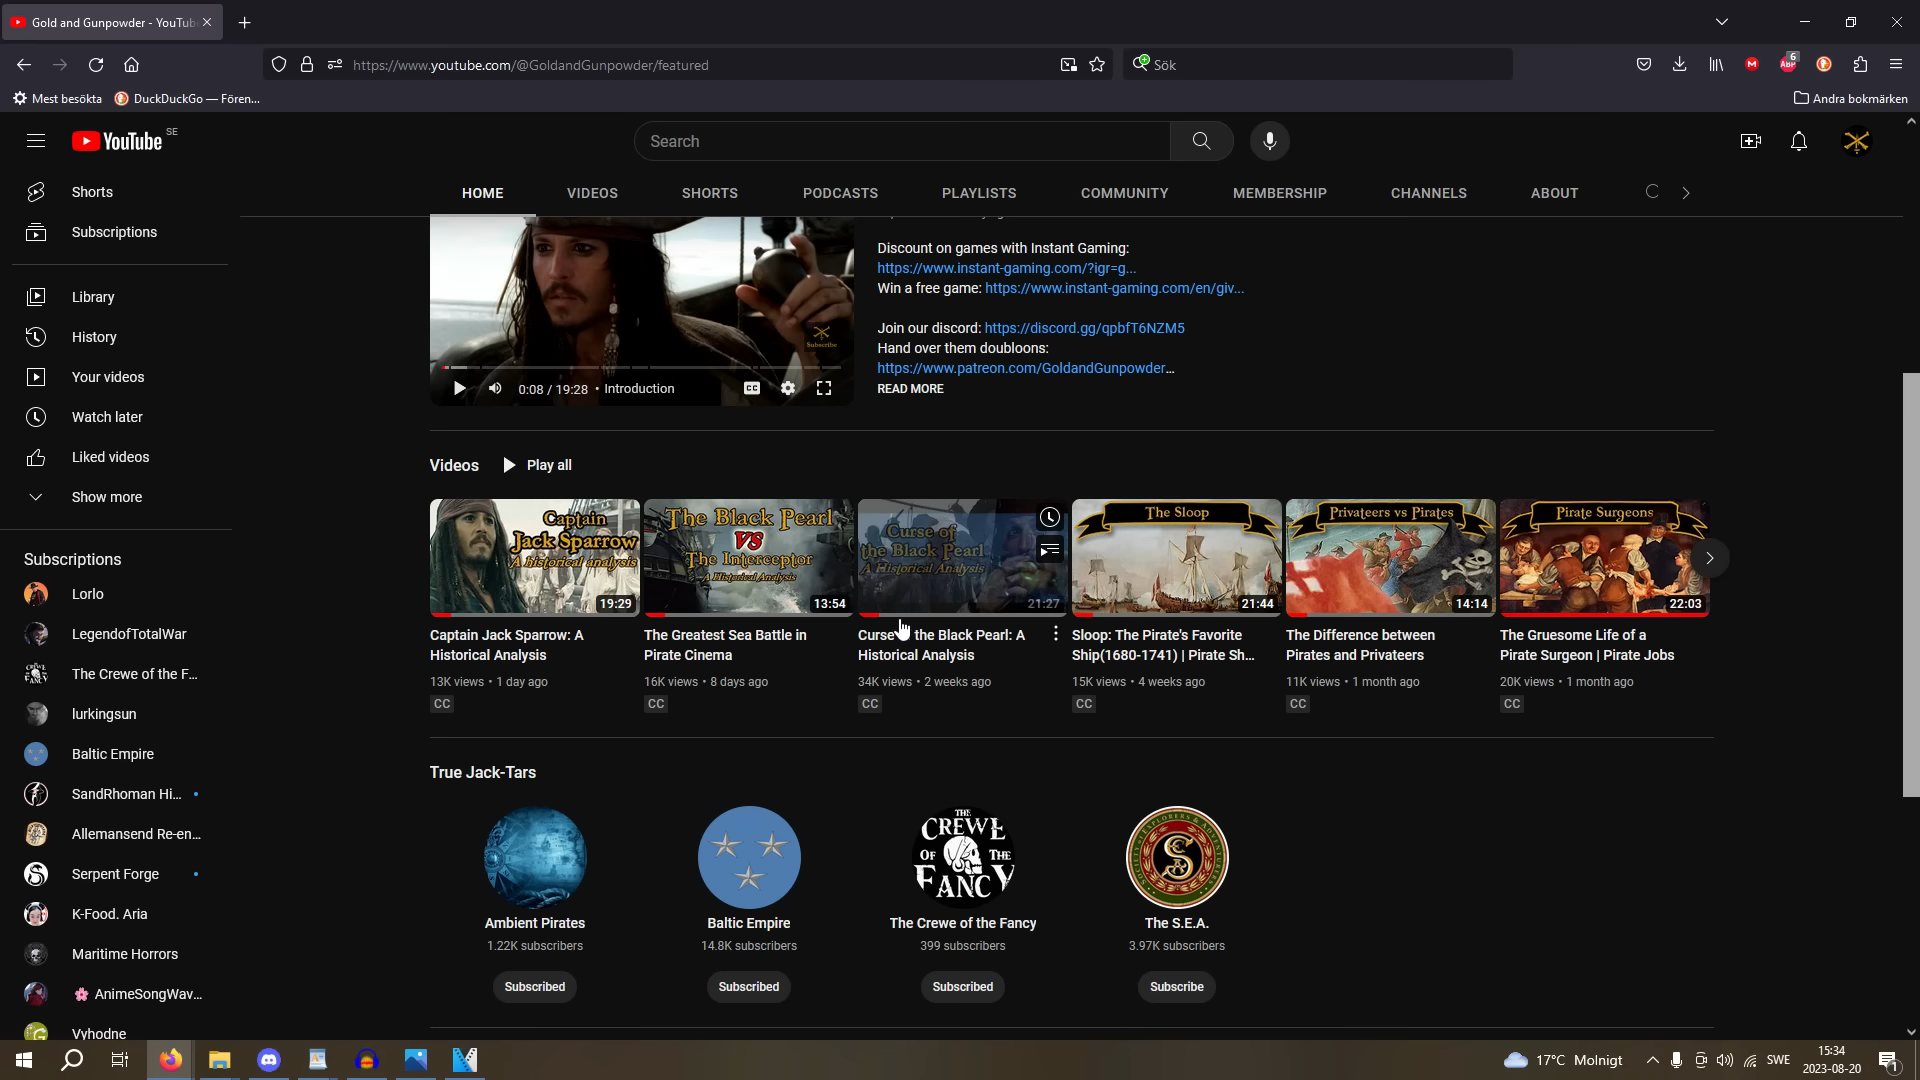 Gold and Gunpowder - YouTub
https://www.youtube.com/@GoldandGunpowder/featured
Sök
6
ABP
Mest besökta
DuckDuckGo — Fören...
Andra bokmärken
YouTube SE
Search
Shorts
Subscriptions
Library
History
Your videos
Watch later
Liked videos
Show more
Subscriptions
Lorlo
LegendofTotalWar
The Crewe of the F...
lurkingsun
Baltic Empire
SandRhoman Hi... •
Allemansend Re-en...
Serpent Forge •
K-Food. Aria
Maritime Horrors
🌸 AnimeSongWav...
Vyhodne
HOME VIDEOS SHORTS PODCASTS PLAYLISTS COMMUNITY MEMBERSHIP CHANNELS ABOUT
Subscribe
0:08 / 19:28 • Introduction
CC
Discount on games with Instant Gaming:
https://www.instant-gaming.com/?igr=g...
Win a free game: https://www.instant-gaming.com/en/giv...
Join our discord: https://discord.gg/qpbfT6NZM5
Hand over them doubloons:
https://www.patreon.com/GoldandGunpowder...
READ MORE
Videos Play all
Captain
Jack Sparrow
A historical analysis
19:29
Captain Jack Sparrow: A
Historical Analysis
13K views • 1 day ago
CC
The Black Pearl
VS
The Interceptor
A Historical Analysis
13:54
The Greatest Sea Battle in
Pirate Cinema
16K views • 8 days ago
CC
Curse of
the Black Pearl
A Historical Analysis
21:27
Curse the Black Pearl: A
Historical Analysis
34K views • 2 weeks ago
CC
The Sloop
21:44
Sloop: The Pirate's Favorite
Ship(1680-1741) | Pirate Sh...
15K views • 4 weeks ago
CC
Privateers vs Pirates
14:14
The Difference between
Pirates and Privateers
11K views • 1 month ago
CC
Pirate Surgeons
22:03
The Gruesome Life of a
Pirate Surgeon | Pirate Jobs
20K views • 1 month ago
CC
True Jack-Tars
Ambient Pirates
1.22K subscribers
Subscribed
Baltic Empire
14.8K subscribers
Subscribed
THE
CREWE
OF THE
FANCY
The Crewe of the Fancy
399 subscribers
Subscribed
SOCIETY of EXPLORERS & ADVENTURERS
The S.E.A.
3.97K subscribers
Subscribe
17°C Molnigt
SWE
15:34
2023-08-20
1